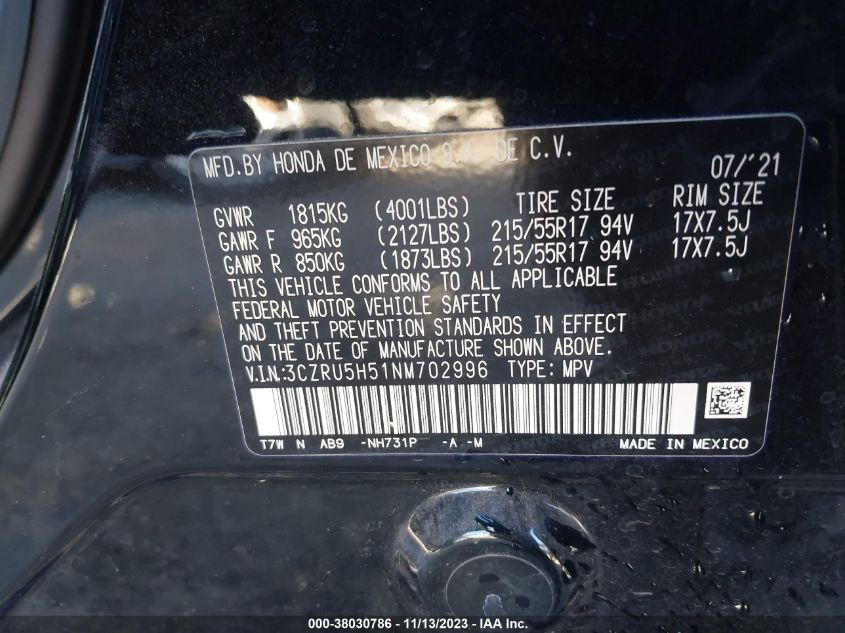 MFD.BY HONDA DE MEXICO S.A. DE C.V. 07/'21
TIRE SIZE RIM SIZE
GVWR 1815KG (4001LBS)
GAWR F 965KG (2127LBS) 215/55R17 94V 17X7.5J
GAWR R 850KG (1873LBS) 215/55R17 94V 17X7.5J
THIS VEHICLE CONFORMS TO ALL APPLICABLE
FEDERAL MOTOR VEHICLE SAFETY
AND THEFT PREVENTION STANDARDS IN EFFECT
ON THE DATE OF MANUFACTURE SHOWN ABOVE.
V.I.N.:3CZRU5H51NM702996 TYPE: MPV
T7W N AB9 -NH731P -A -M MADE IN MEXICO
000-38030786 - 11/13/2023 - IAA Inc.